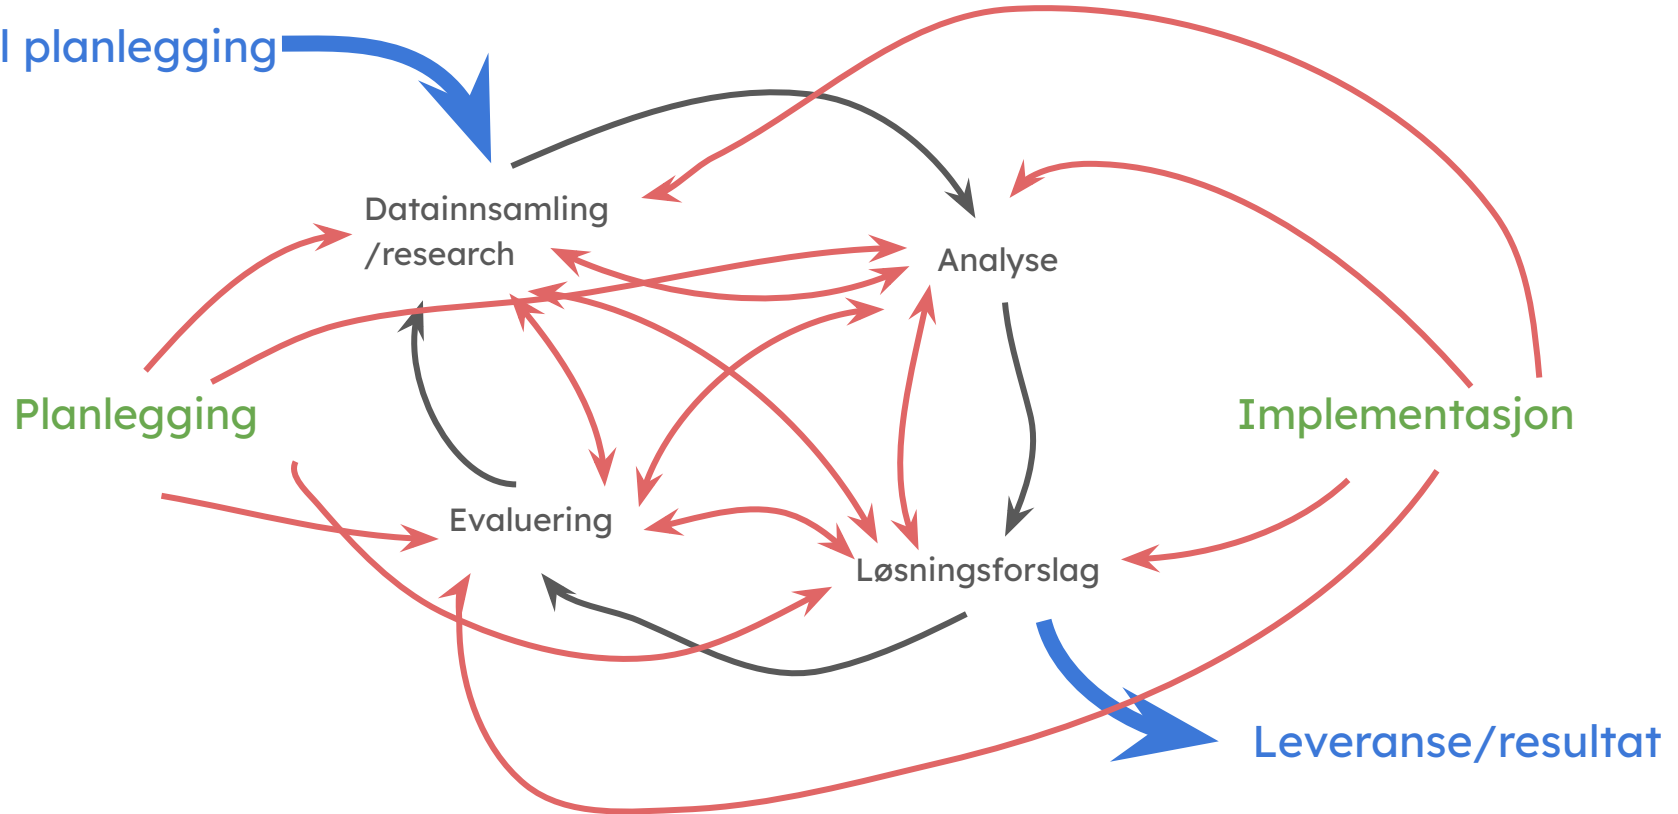 l planlegging
Datainnsamling
/research
Analyse
Planlegging
Implementasjon
Evaluering
Løsningsforslag
Leveranse/resultat